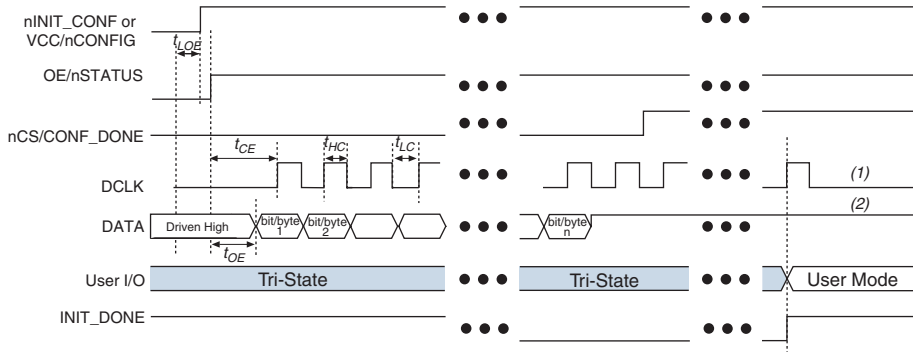 nINIT_CONF or
VCC/nCONFIG
tLOE
OE/nSTATUS
nCS/CONF_DONE
tCE
tHC
tLC
DCLK
(1)
(2)
DATA
Driven High
bit/byte
1
bit/byte
2
bit/byte
n
tOE
User I/O
Tri-State
Tri-State
User Mode
INIT_DONE